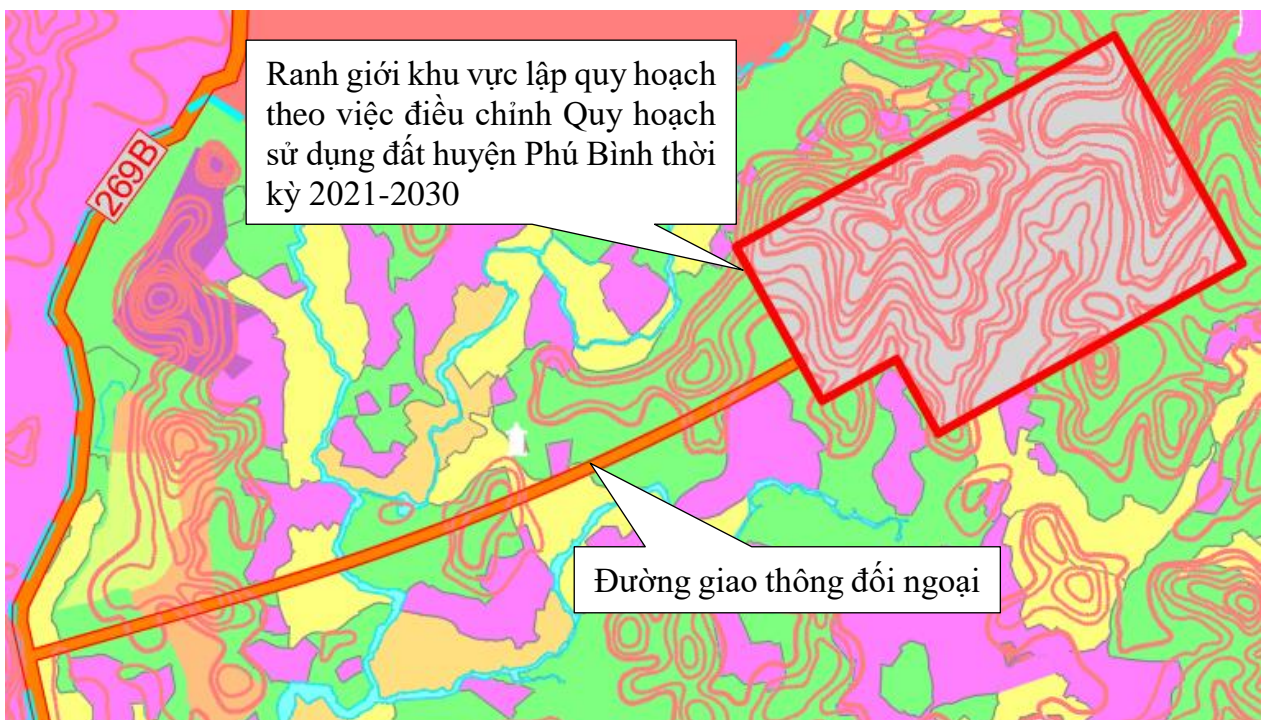 Ranh giới khu vực lập quy hoạch
theo việc điều chỉnh Quy hoạch
sử dụng đất huyện Phú Bình thời
kỳ 2021-2030
269B
Đường giao thông đối ngoại